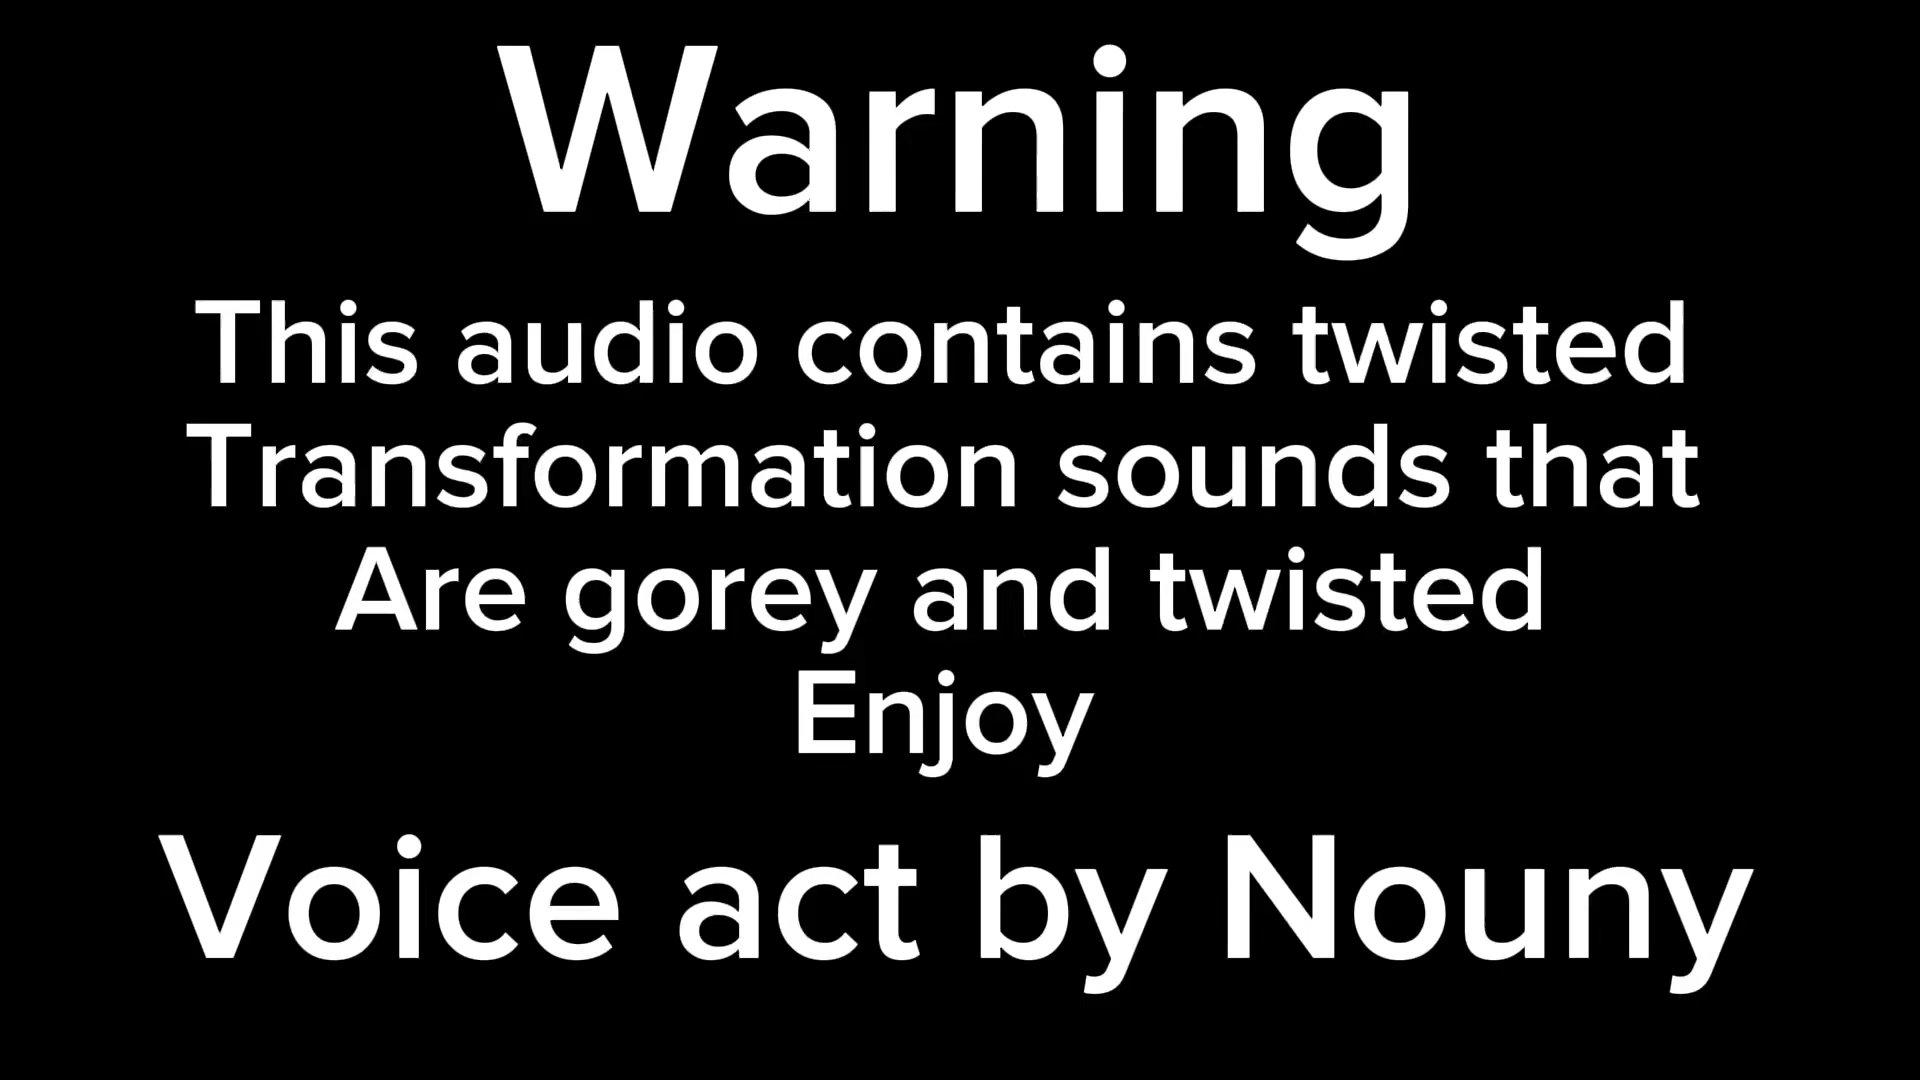 Warning
This audio contains twisted
Transformation sounds that
Are gorey and twisted
Enjoy
Voice act by Nouny